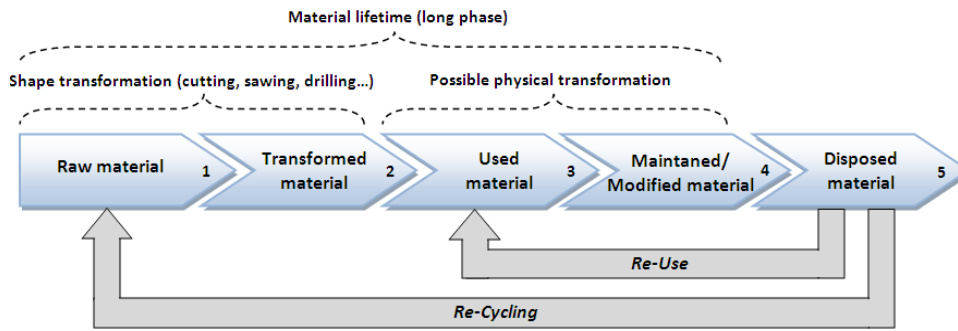 Material lifetime (long phase)
Shape transformation (cutting, sawing, drilling…)
Possible physical transformation
Raw material
1
Transformed
material
2
Used
material
3
Maintaned/
Modified material
4
Disposed
material
5
Re-Use
Re-Cycling